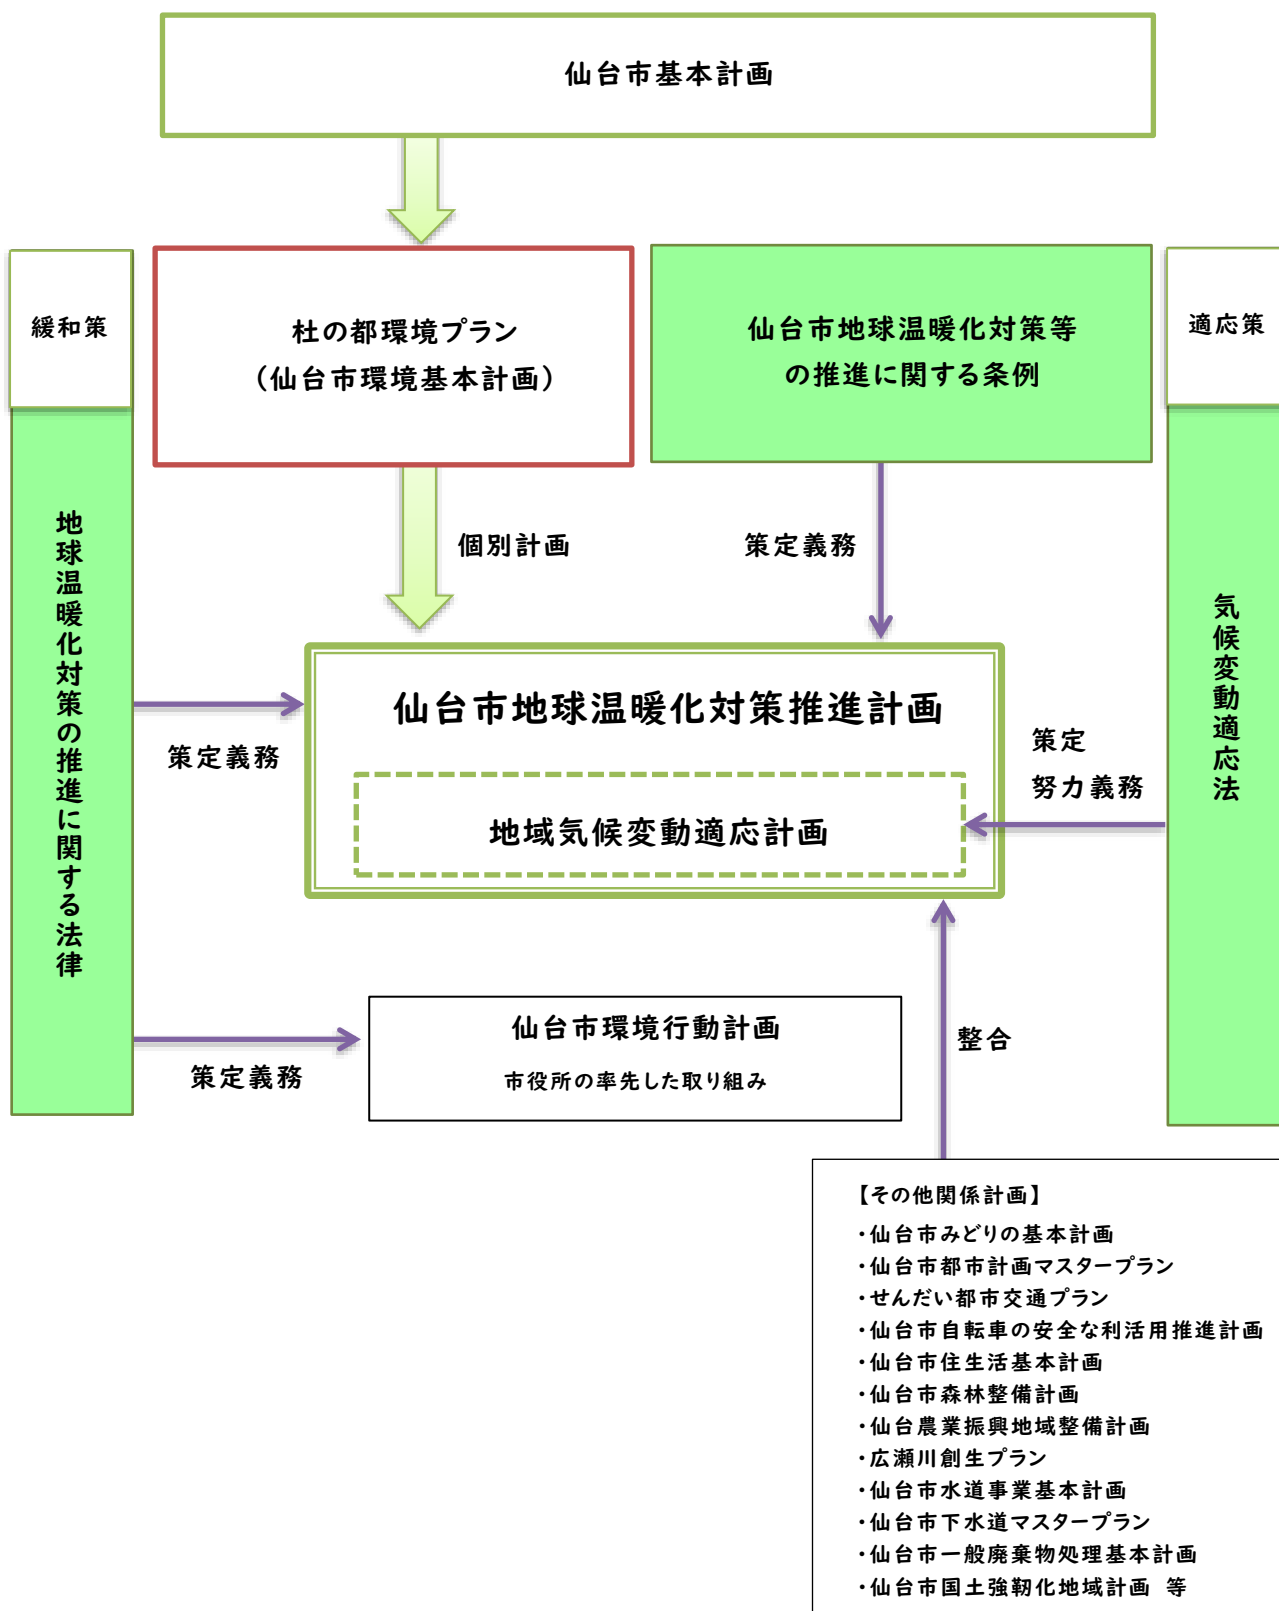 仙台市基本計画
緩和策
杜の都環境プラン
（仙台市環境基本計画）
仙台市地球温暖化対策等
の推進に関する条例
適応策
地球温暖化対策の推進に関する法律
個別計画
策定義務
気候変動適応法
仙台市地球温暖化対策推進計画
策定義務
策定
努力義務
地域気候変動適応計画
仙台市環境行動計画
市役所の率先した取り組み
策定義務
整合
【その他関係計画】
・仙台市みどりの基本計画
・仙台市都市計画マスタープラン
・せんだい都市交通プラン
・仙台市自転車の安全な利活用推進計画
・仙台市住生活基本計画
・仙台市森林整備計画
・仙台農業振興地域整備計画
・広瀬川創生プラン
・仙台市水道事業基本計画
・仙台市下水道マスタープラン
・仙台市一般廃棄物処理基本計画
・仙台市国土強靭化地域計画 等